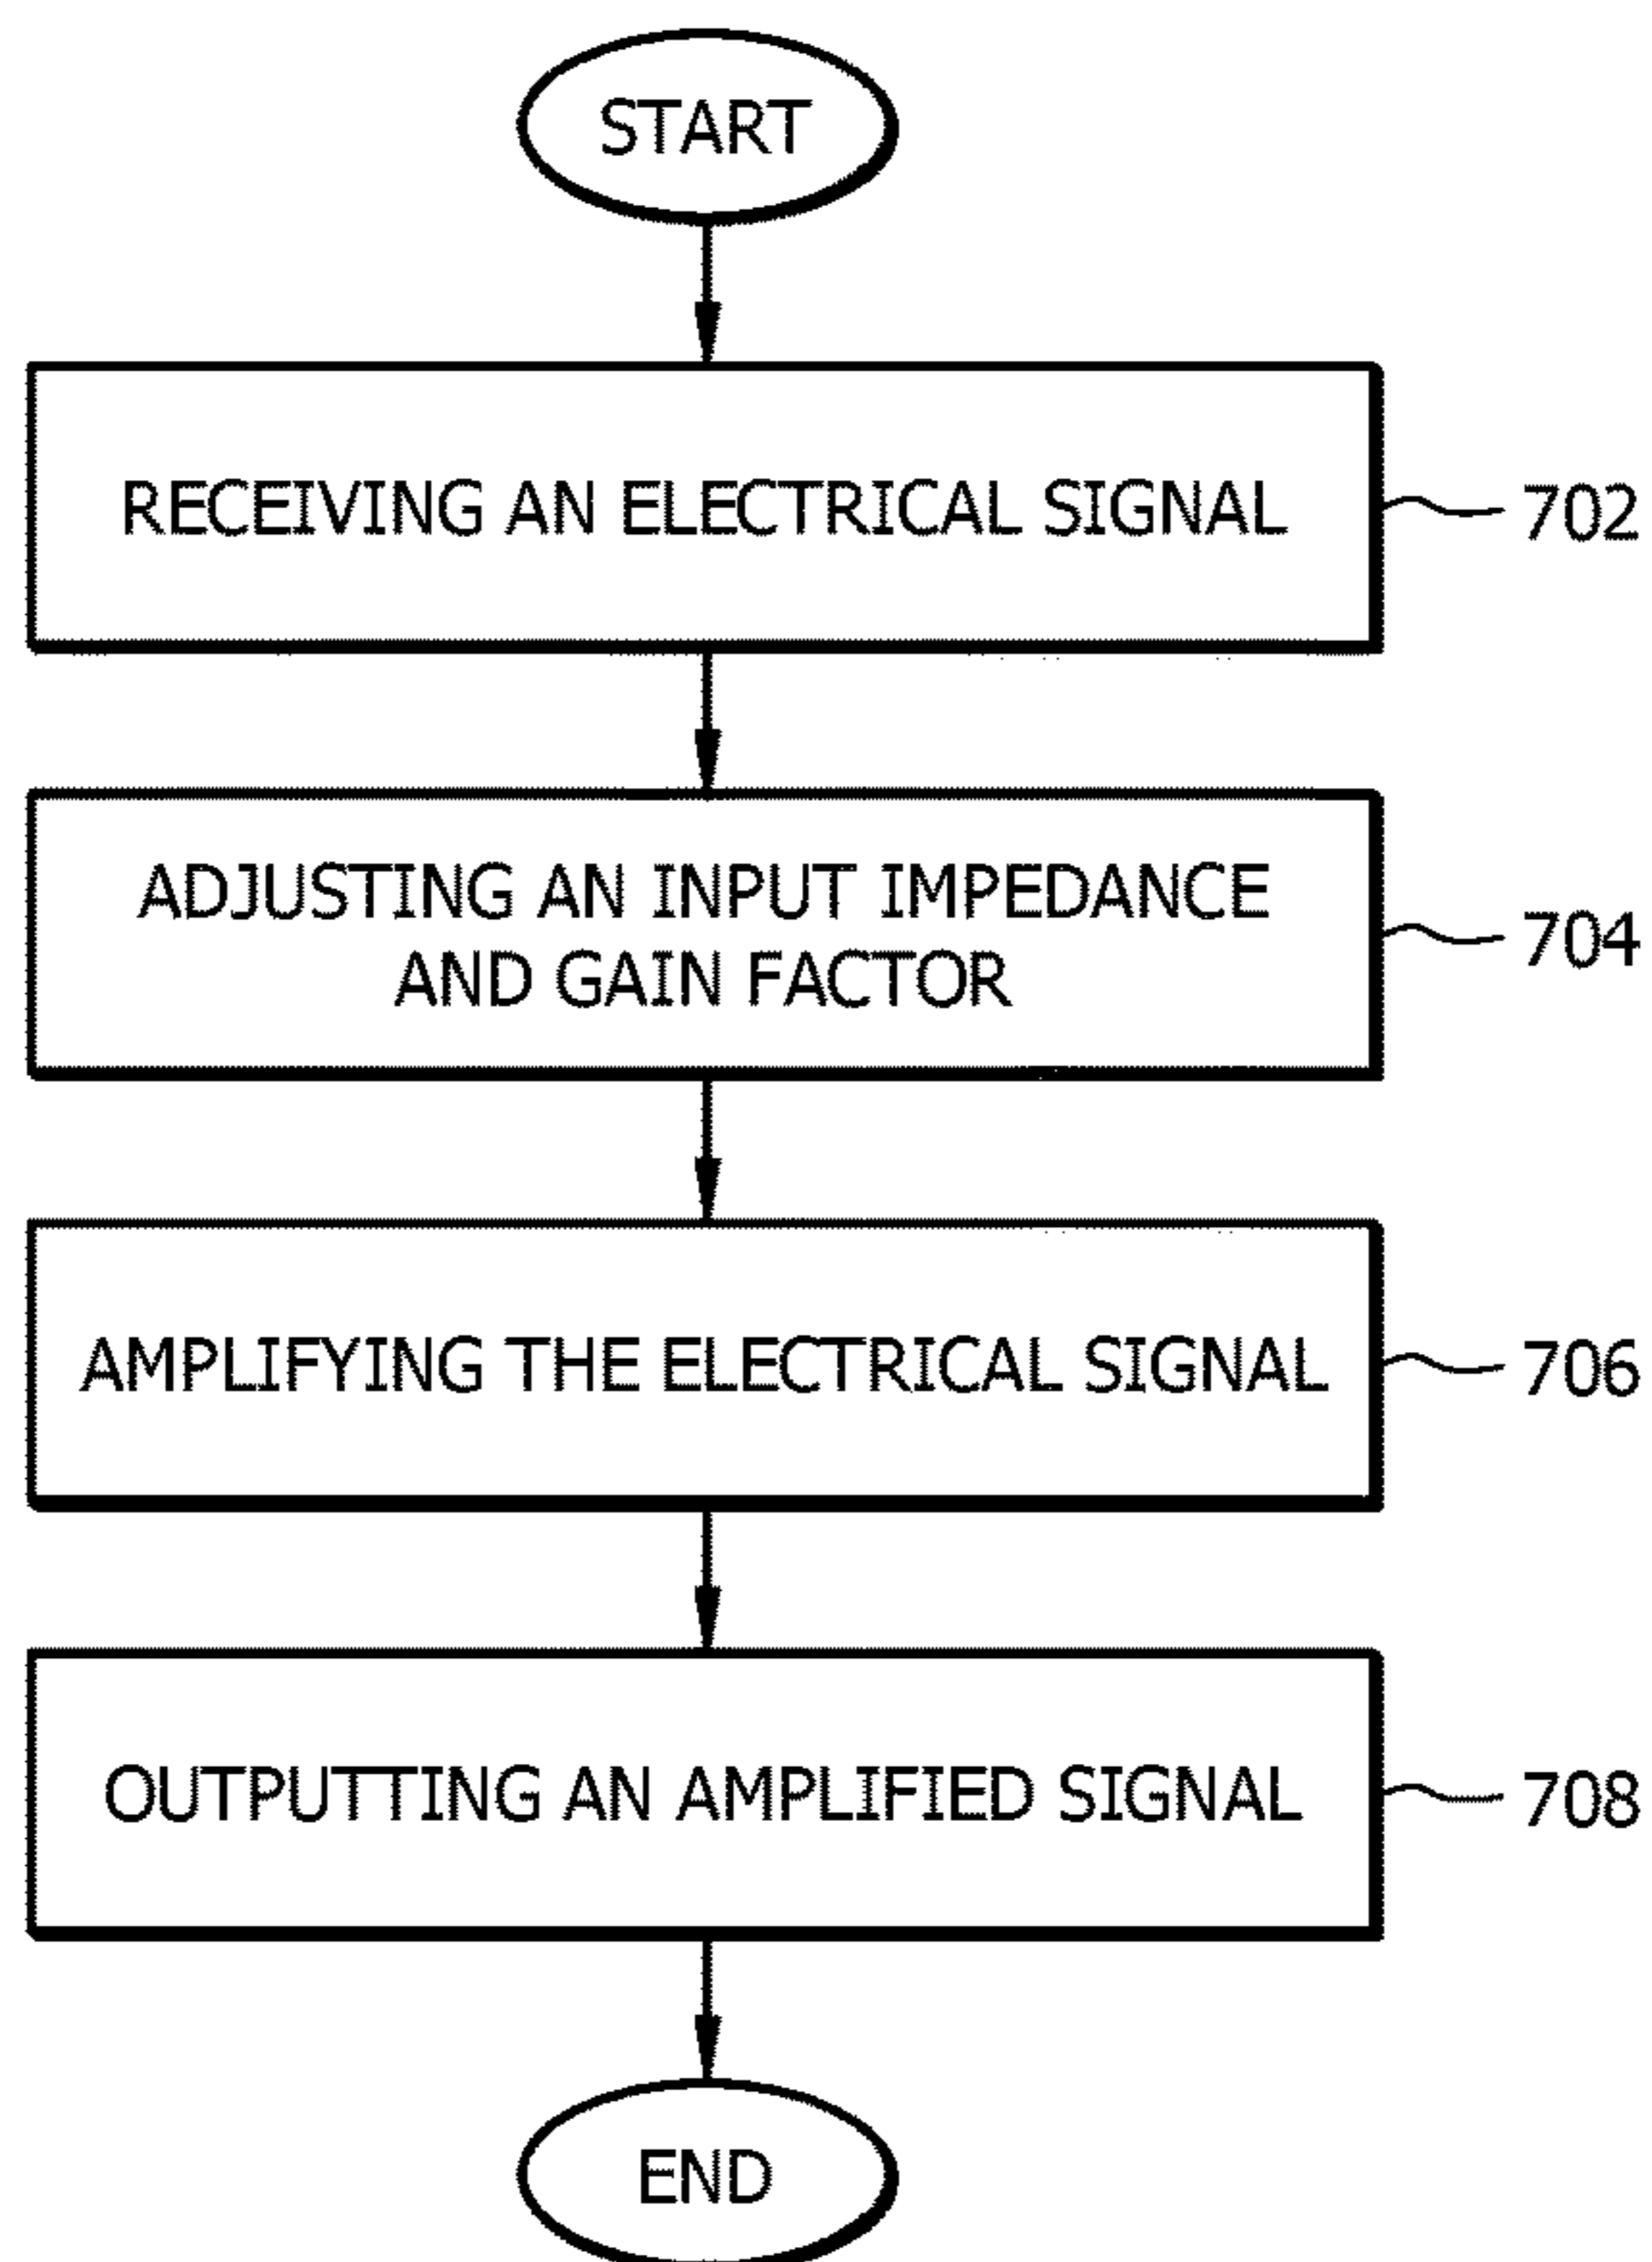 START
RECEIVING AN ELECTRICAL SIGNAL
702
ADJUSTING AN INPUT IMPEDANCE
AND GAIN FACTOR
704
AMPLIFYING THE ELECTRICAL SIGNAL
706
OUTPUTTING AN AMPLIFIED SIGNAL
708
END